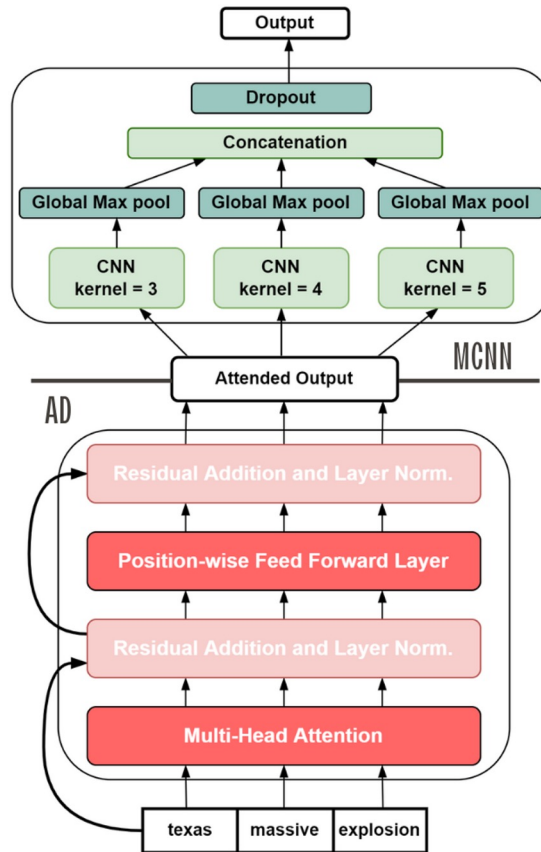 Output
Dropout
Concatenation
Global Max pool
Global Max pool
Global Max pool
CNN
kernel = 3
CNN
kernel = 4
CNN
kernel = 5
MCNN
Attended Output
AD
Residual Addition and Layer Norm.
Position-wise Feed Forward Layer
Residual Addition and Layer Norm.
Multi-Head Attention
texas massive explosion